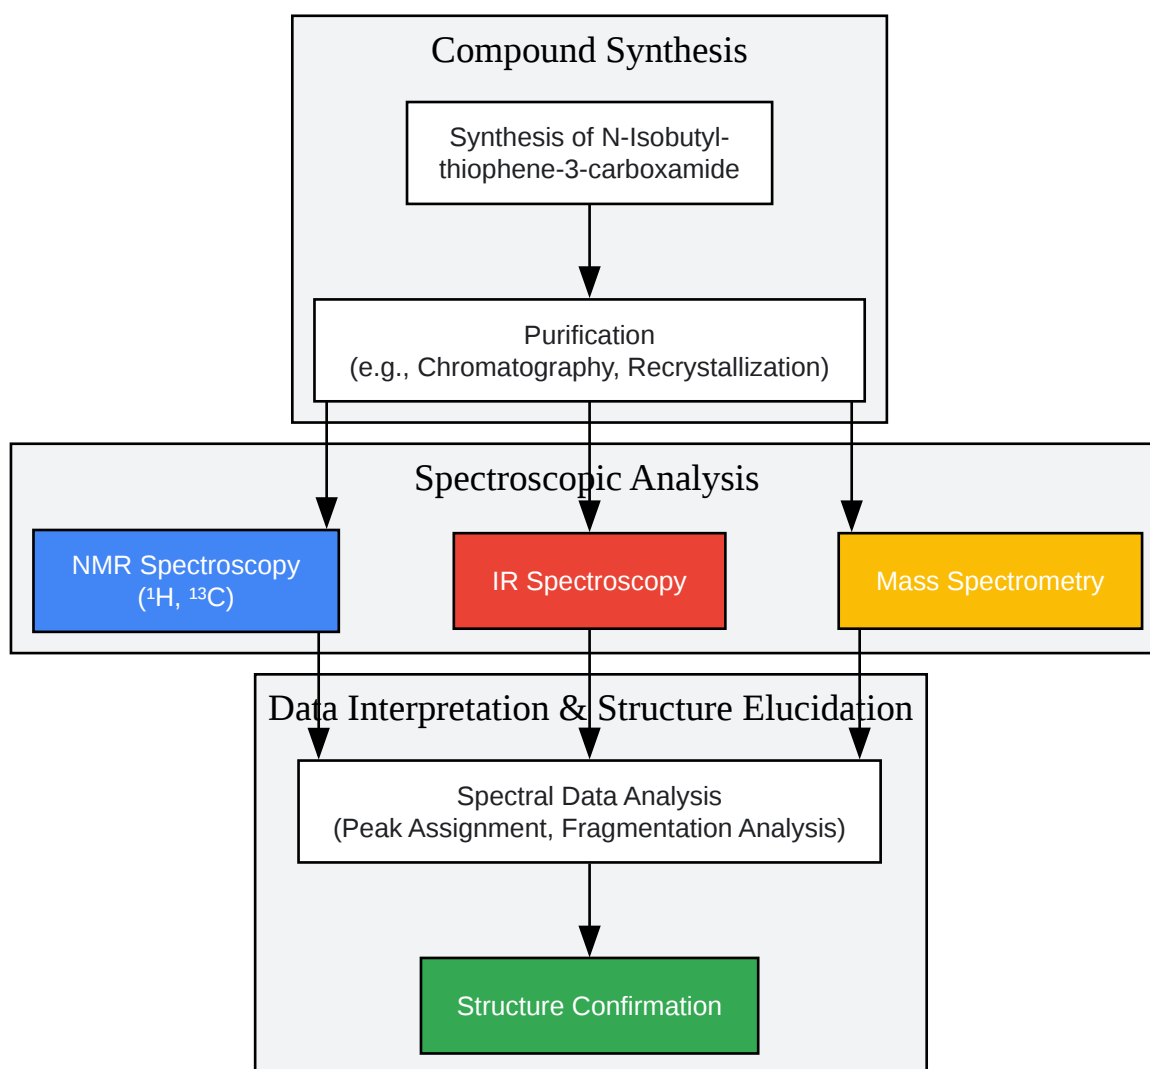 Compound Synthesis
Synthesis of N-Isobutyl-
thiophene-3-carboxamide
Purification
(e.g., Chromatography, Recrystallization)
Spectroscopic Analysis
NMR Spectroscopy
(¹H, ¹³C)
IR Spectroscopy
Mass Spectrometry
Data Interpretation & Structure Elucidation
Spectral Data Analysis
(Peak Assignment, Fragmentation Analysis)
Structure Confirmation